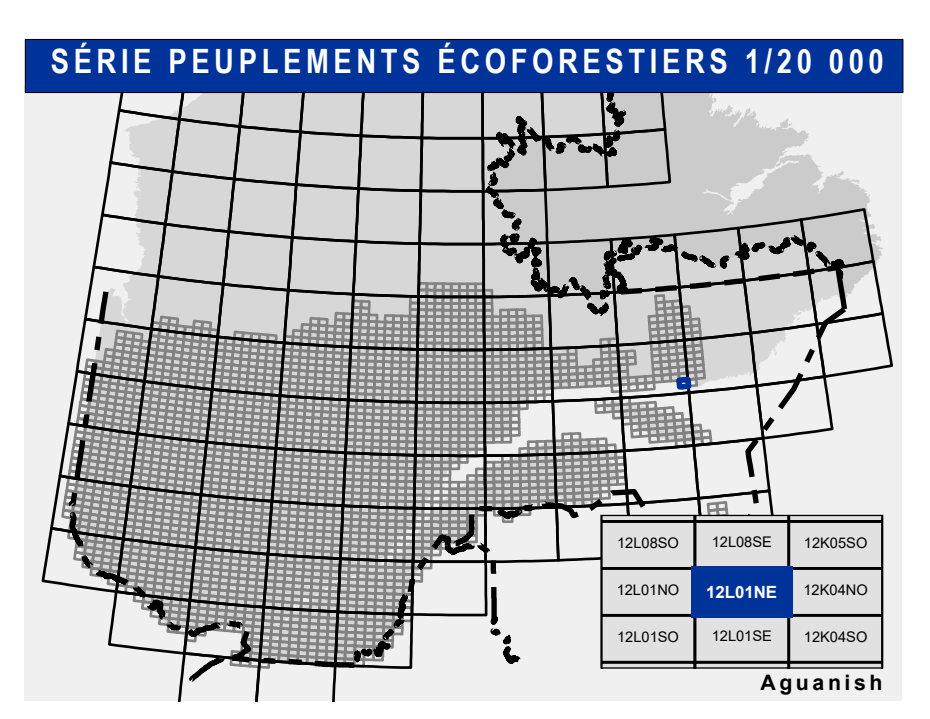 SÉRIE PEUPLEMENTS ÉCOFORESTIERS 1/20 000
12L08SO 12L08SE 12K05SO
12L01NO 12L01NE 12K04NO
12L01SO 12L01SE 12K04SO
Aguanish